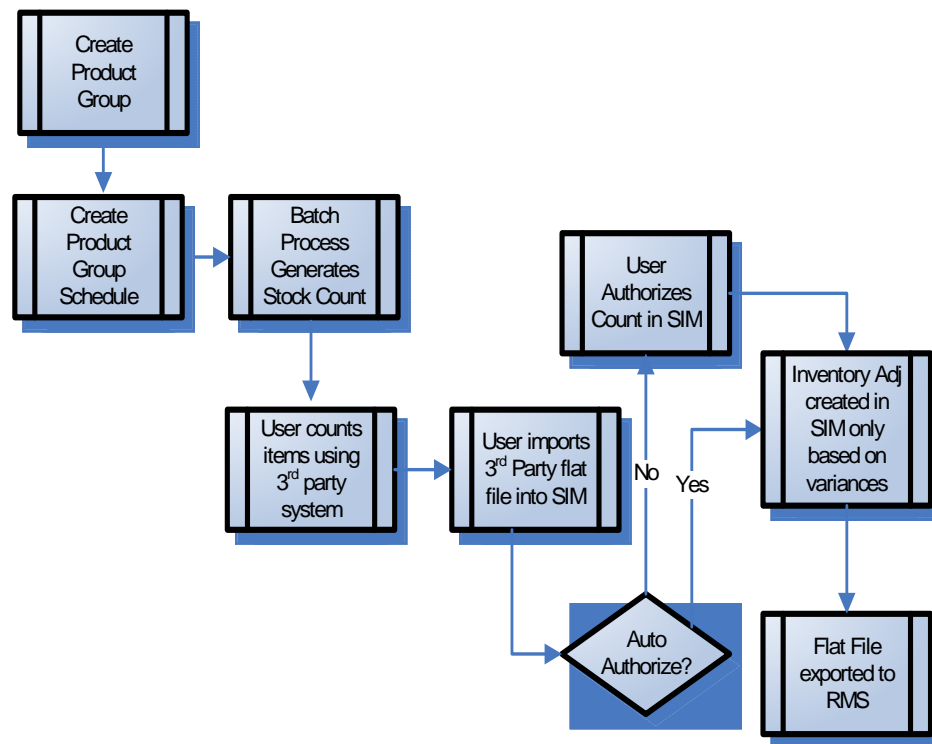 Create
Product
Group
Create
Product
Group
Schedule
Batch
Process
Generates
Stock Count
User counts
items using
3rd party
system
User imports
3rd Party flat
file into SIM
Auto
Authorize?
No
Yes
User
Authorizes
Count in SIM
Inventory Adj
created in
SIM only
based on
variances
Flat File
exported to
RMS